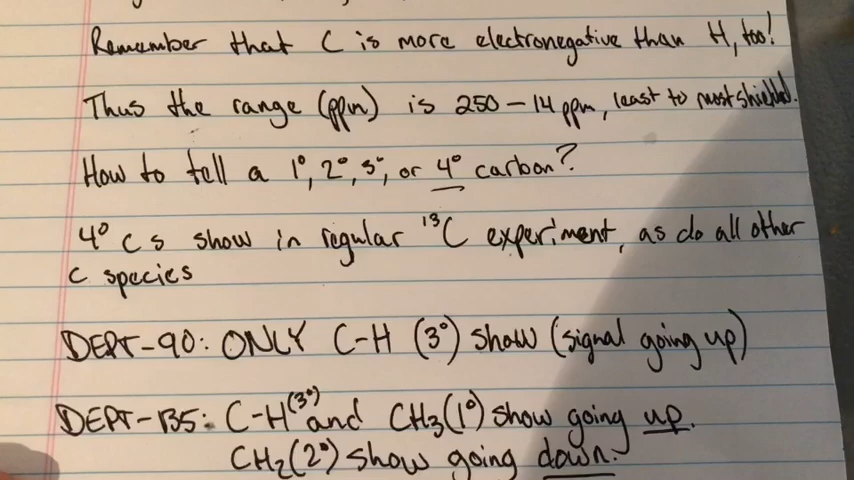 Remember that C is more electronegative than H, too!
Thus the range (ppm) is 250 - 14 ppm, least to most shielded.
How to tell a 1°, 2°, 3°, or 4° carbon?
4° Cs show in regular ¹³C experiment, as do all other
C species
DEPT-90: ONLY C-H (3°) show (signal going up)
DEPT-135: C-H (3°) and CH3 (1°) show going up.
CH2 (2°) show going down.